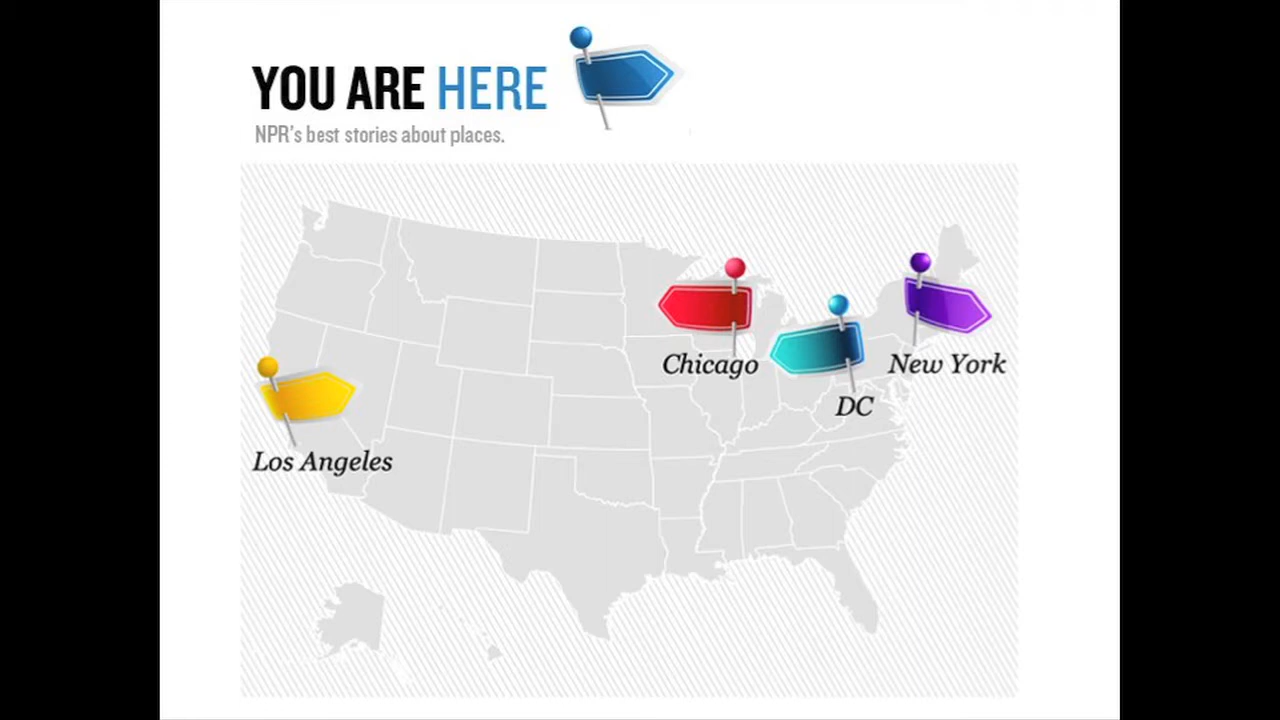 YOU ARE HERE
NPR's best stories about places.
Chicago
New York
DC
Los Angeles